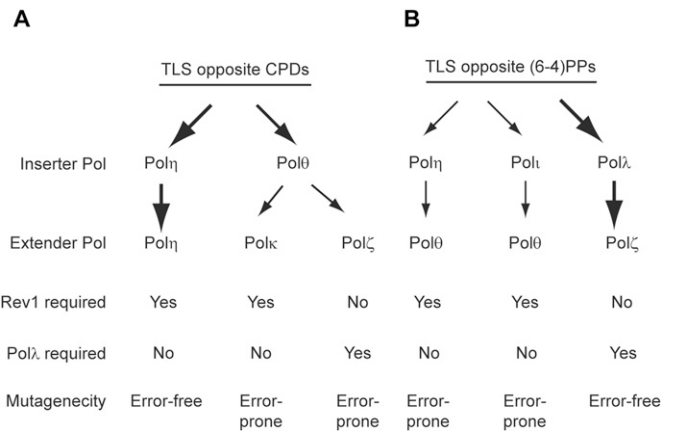 A
B
TLS opposite CPDs
TLS opposite (6-4)PPs
Inserter Pol Polη Polθ Polη Polι Polλ
Extender Pol Polη Polκ Polζ Polθ Polθ Polζ
Rev1 required Yes Yes No Yes Yes No
Polλ required No No Yes No No Yes
Mutagenecity Error-free Error- Error- Error- Error- Error-free
prone prone prone prone